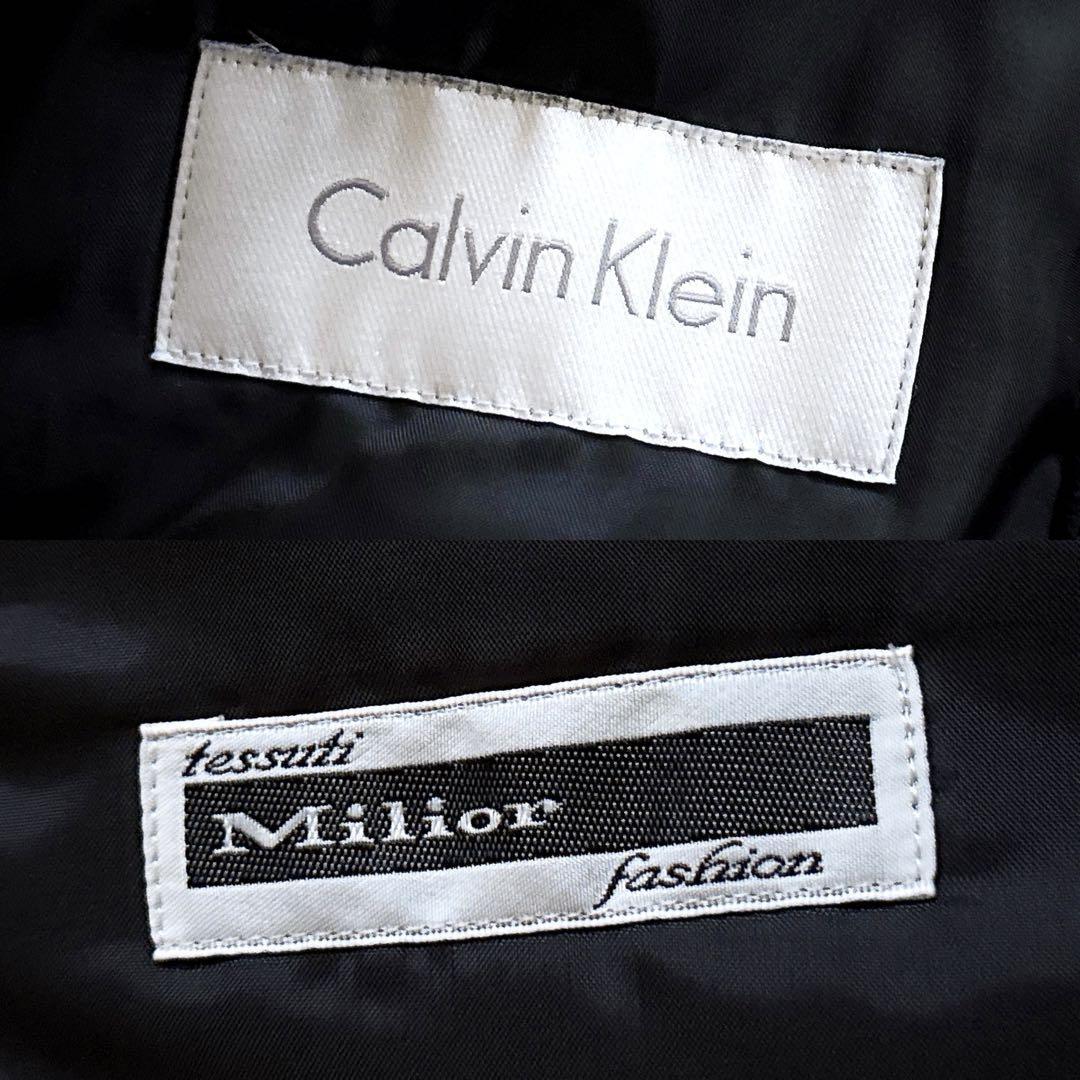 Calvin Klein
tessuti
Milior
fashion